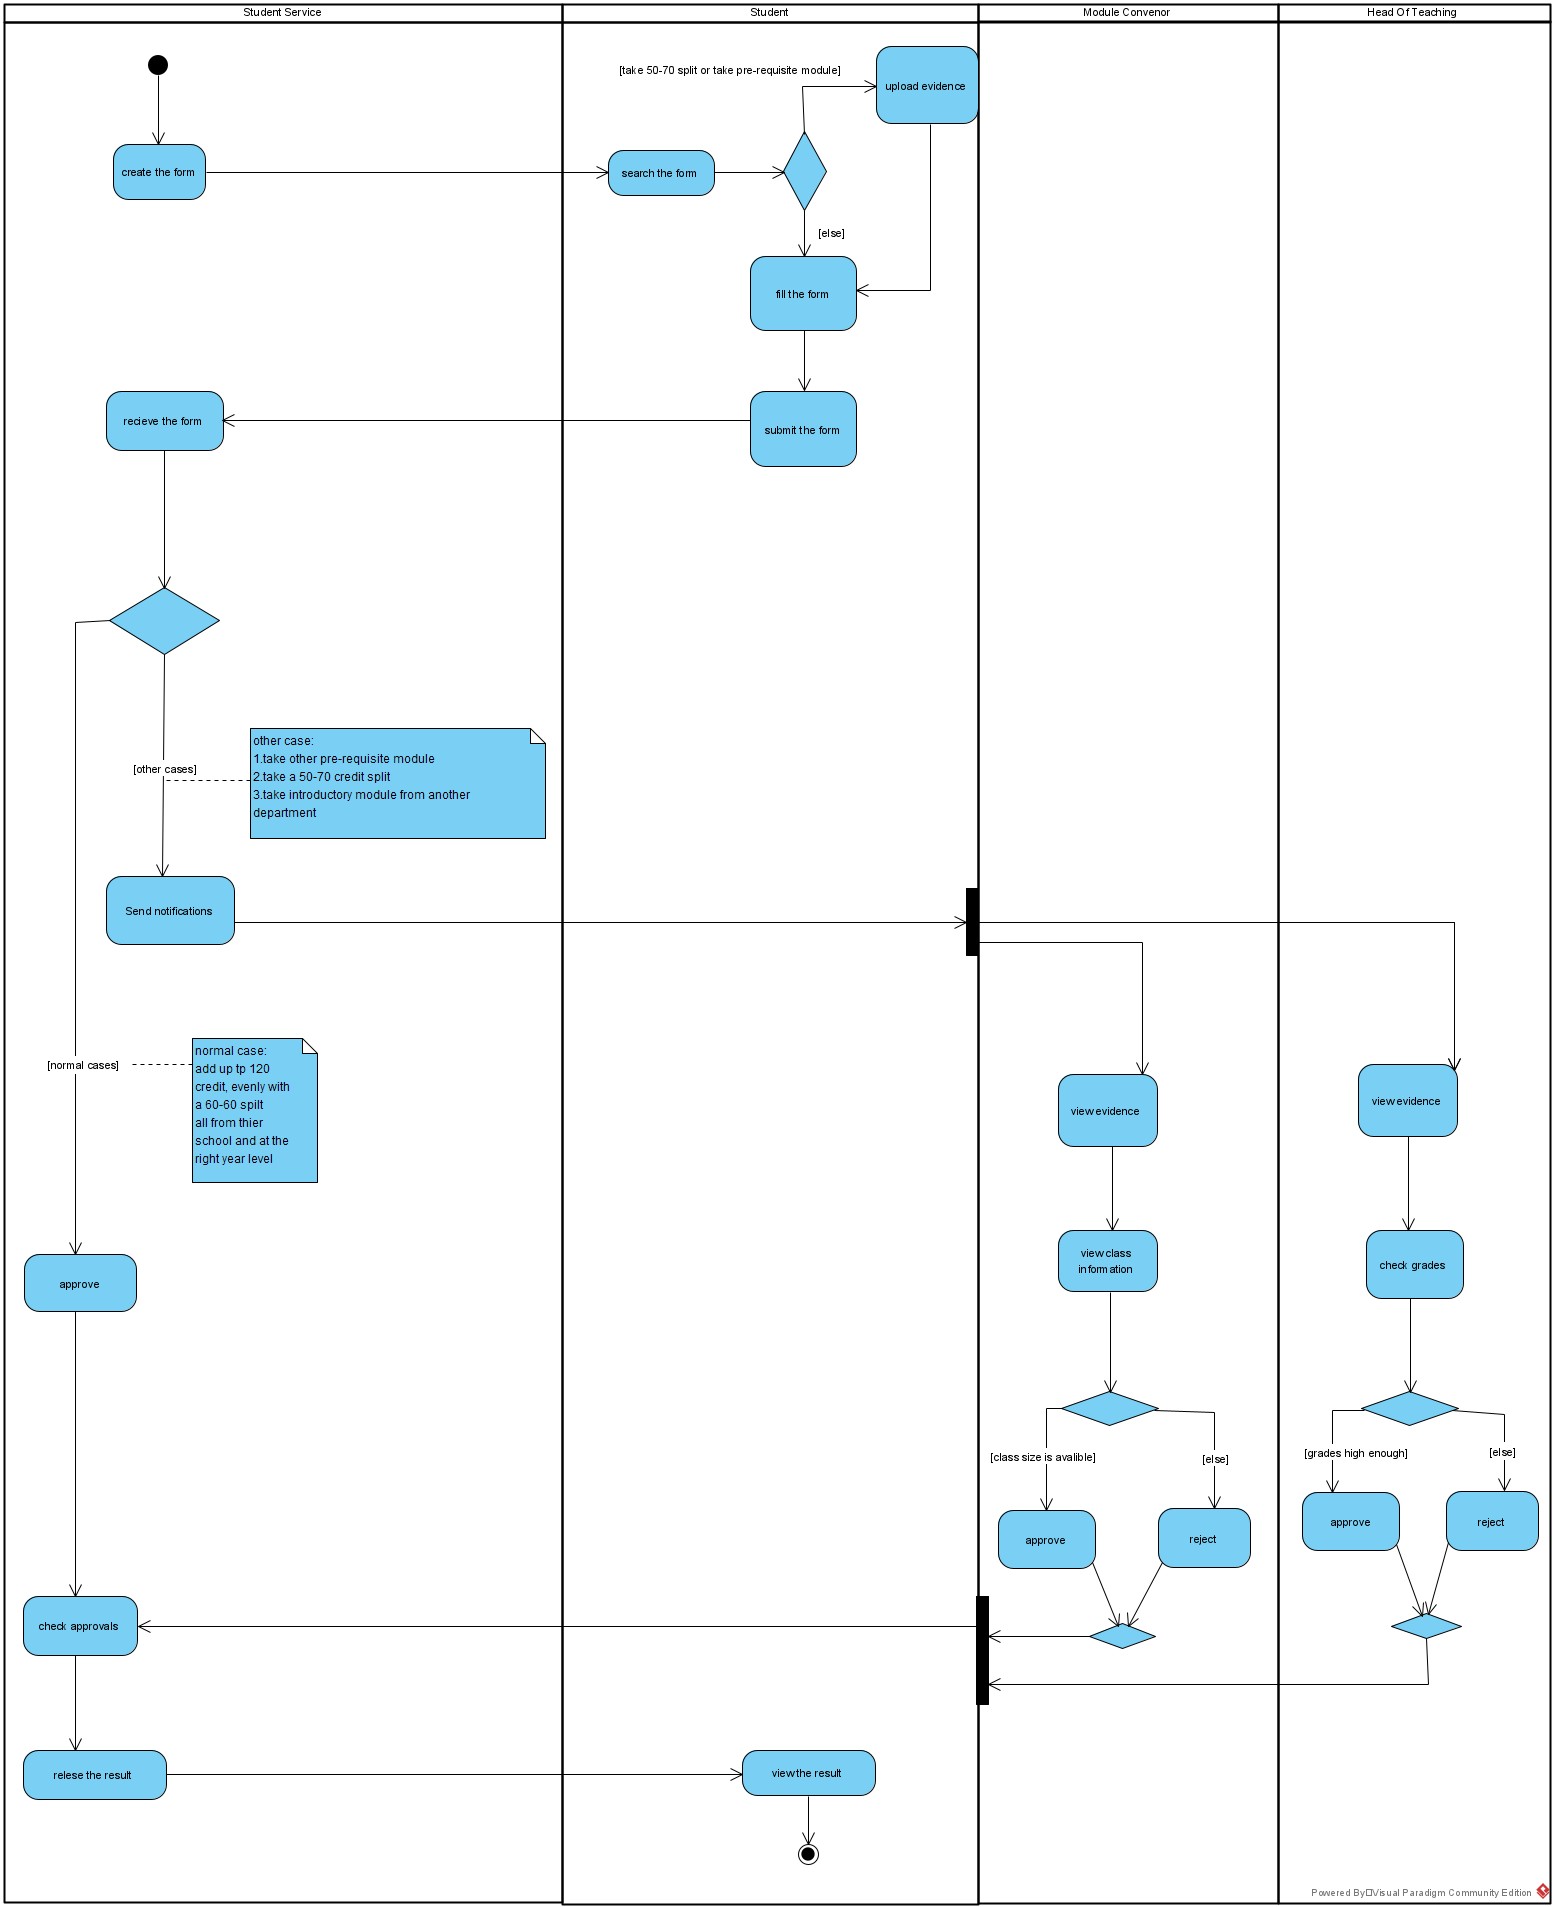 Student Service
Student
Module Convenor
Head Of Teaching
[take 50-70 split or take pre-requisite module]
upload evidence
create the form
search the form
[else]
fill the form
recieve the form
submit the form
other case:
1.take other pre-requisite module
2.take a 50-70 credit split
3.take introductory module from another
department
[other cases]
Send notifications
normal case:
add up tp 120
credit, evenly with
a 60-60 spilt
all from thier
school and at the
right year level
[normal cases]
view evidence
view evidence
view class
information
check grades
approve
[class size is avalible]
[else]
[grades high enough]
[else]
approve
reject
approve
reject
check approvals
relese the result
view the result
Powered By□Visual Paradigm Community Edition